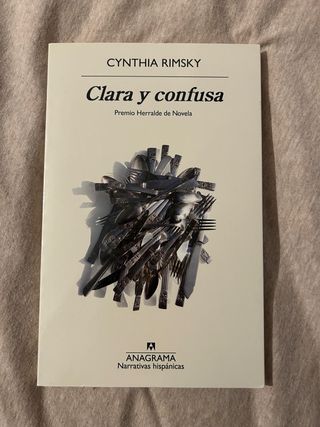 CYNTHIA RIMSKY
Clara y confusa
Premio Herralde de Novela
ANAGRAMA
Narrativas hispánicas